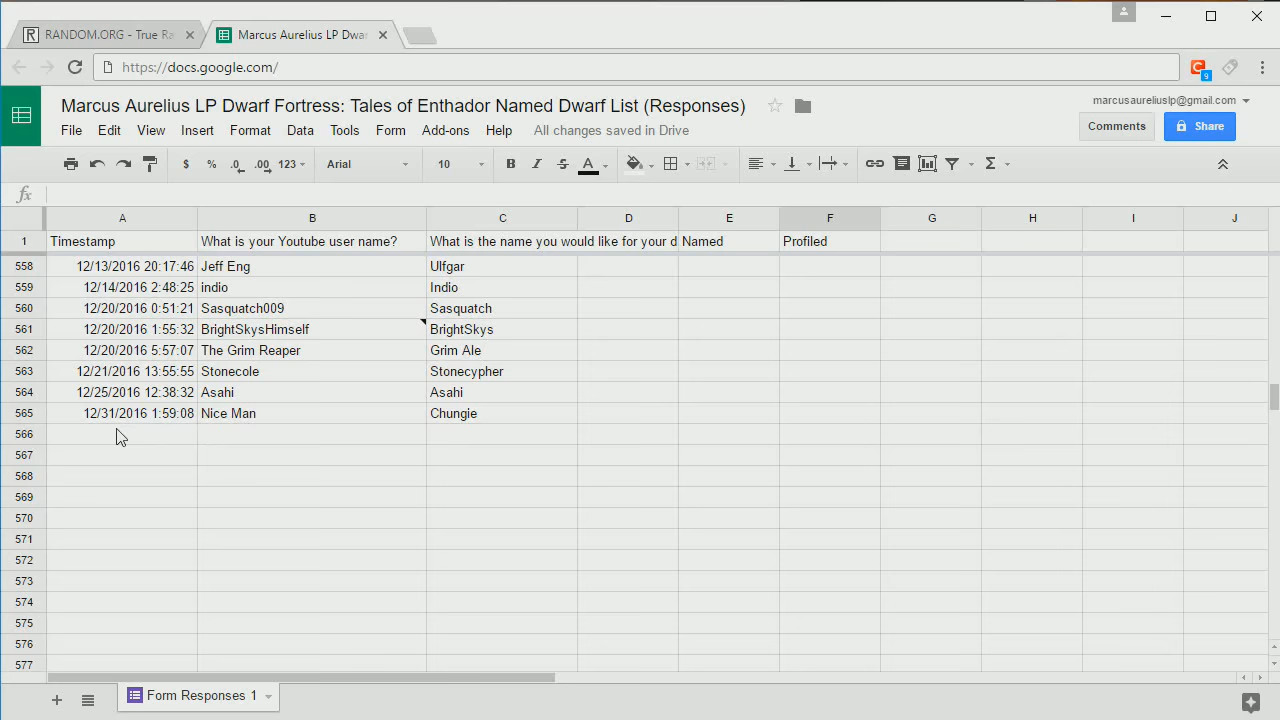 RANDOM.ORG - True Ra
Marcus Aurelius LP Dwar
https://docs.google.com/
9
Marcus Aurelius LP Dwarf Fortress: Tales of Enthador Named Dwarf List (Responses)
marcusaureliuslp@gmail.com
File Edit View Insert Format Data Tools Form Add-ons Help All changes saved in Drive
Comments Share
$ % .0 .00 123 Arial 10 B I S A Σ
fx
A B C D E F G H I J
1 Timestamp What is your Youtube user name? What is the name you would like for your d Named Profiled
558 12/13/2016 20:17:46 Jeff Eng Ulfgar
559 12/14/2016 2:48:25 indio Indio
560 12/20/2016 0:51:21 Sasquatch009 Sasquatch
561 12/20/2016 1:55:32 BrightSkysHimself BrightSkys
562 12/20/2016 5:57:07 The Grim Reaper Grim Ale
563 12/21/2016 13:55:55 Stonecole Stonecypher
564 12/25/2016 12:38:32 Asahi Asahi
565 12/31/2016 1:59:08 Nice Man Chungie
566
567
568
569
570
571
572
573
574
575
576
577
Form Responses 1